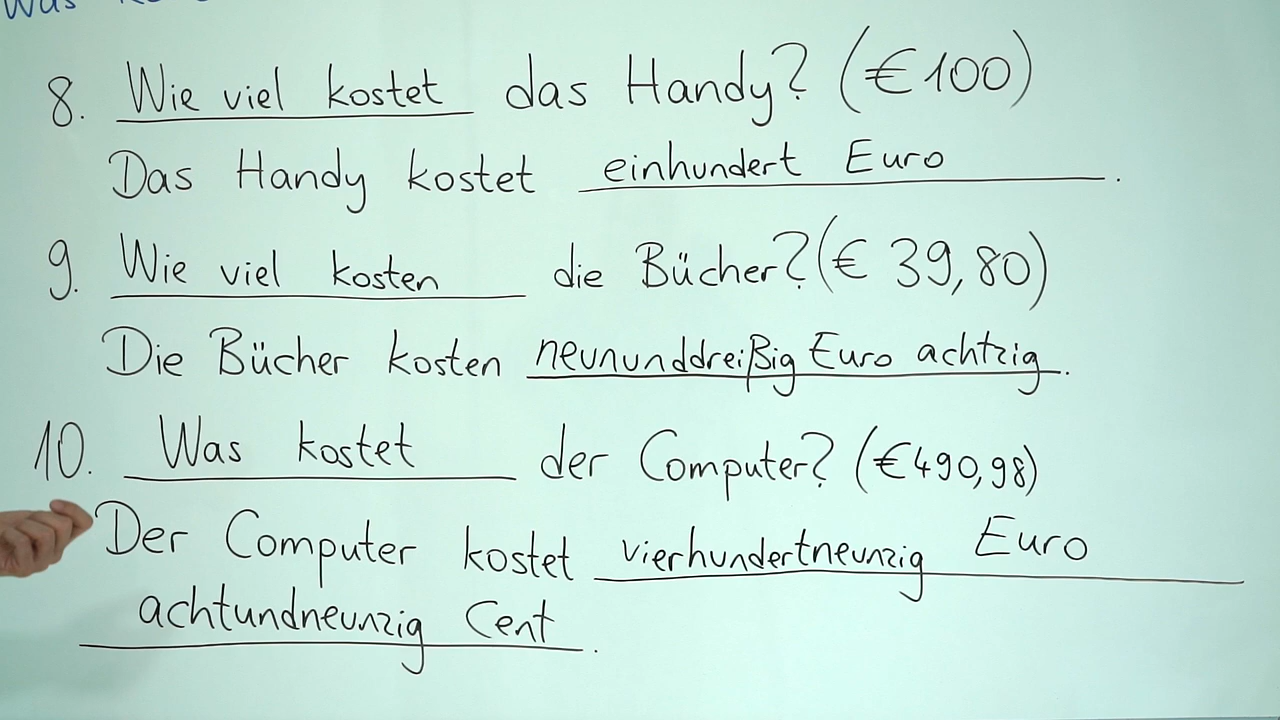 8. Wie viel kostet das Handy? (€100)
Das Handy kostet einhundert Euro.
9. Wie viel kosten die Bücher? (€ 39,80)
Die Bücher kosten neununddreißig Euro achtzig.
10. Was kostet der Computer? (€490,98)
Der Computer kostet vierhundertneunzig Euro
achtundneunzig Cent.